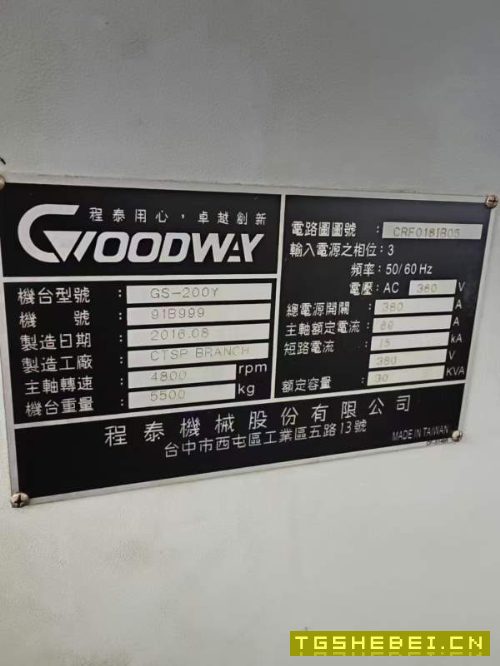 程泰用心，卓越創新
GOODWAY
機台型號 : GS-200Y
機 號 : 91B999
製造日期 : 2016.08
製造工廠 : CTSP BRANCH
主軸轉速 : 4800 rpm
機台重量 : 5500 kg
電路圖圖號 : CRF0181B05
輸入電源之相位 : 3
頻率 : 50/60 Hz
電壓 : AC 380 V
總電源開關 : 380 A
主軸額定電流 : A
短路電流 : 15 kA
380 V
額定容量 : 30 KVA
程泰機械股份有限公司
台中市西屯區工業區五路13號
MADE IN TAIWAN
TGSHEBEI.CN